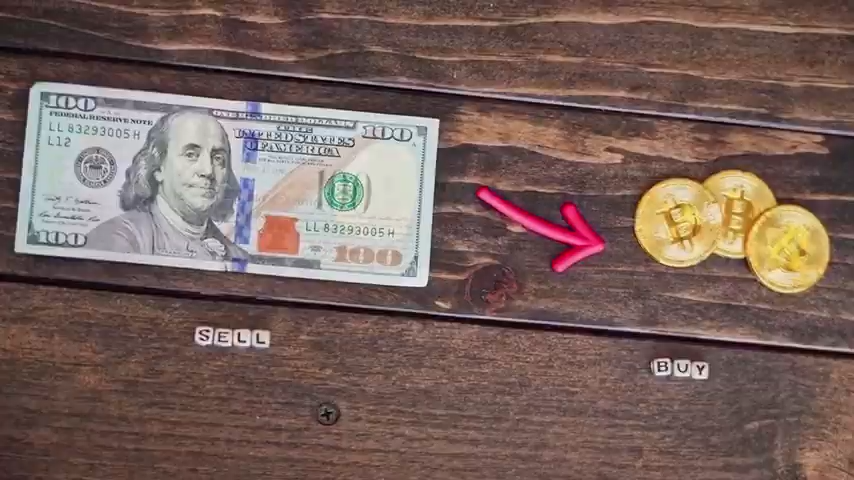 100
FEDERAL RESERVE NOTE
LL 83293005 H
L12
THE
UNITED STATES
OF AMERICA
100
LL 83293005 H
100
100
SELL
BUY